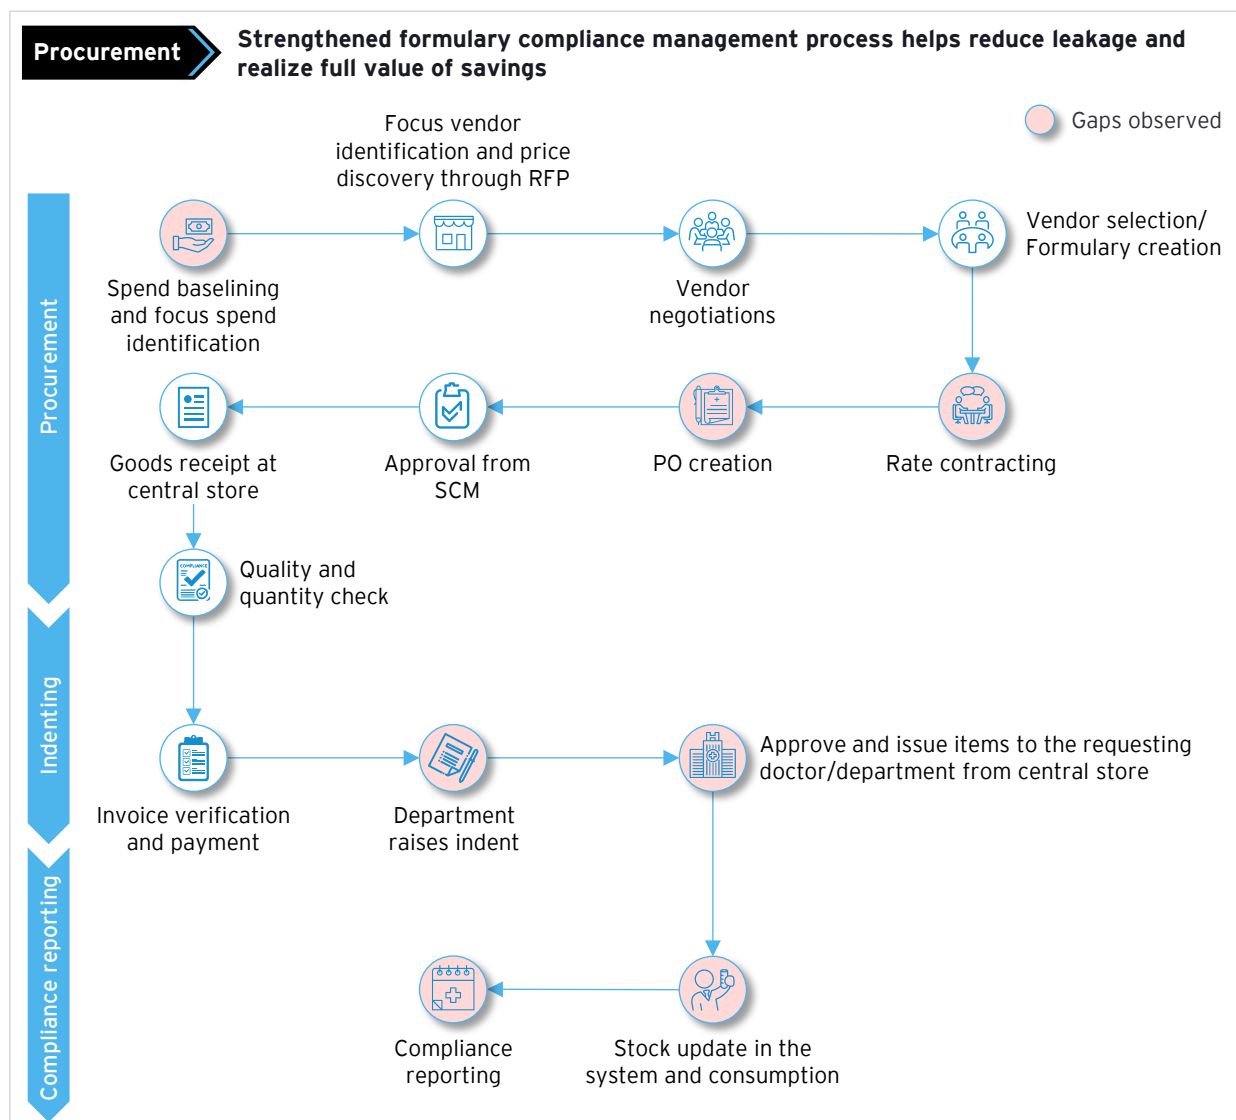 Procurement
Strengthened formulary compliance management process helps reduce leakage and
realize full value of savings
Gaps observed
Procurement
Focus vendor
identification and price
discovery through RFP
Spend baselining
and focus spend
identification
Vendor
negotiations
Vendor selection/
Formulary creation
Goods receipt at
central store
Approval from
SCM
PO creation
Rate contracting
COMPLIANCE
Quality and
quantity check
Indenting
Invoice verification
and payment
Department
raises indent
Approve and issue items to the requesting
doctor/department from central store
Compliance reporting
Compliance
reporting
Stock update in the
system and consumption